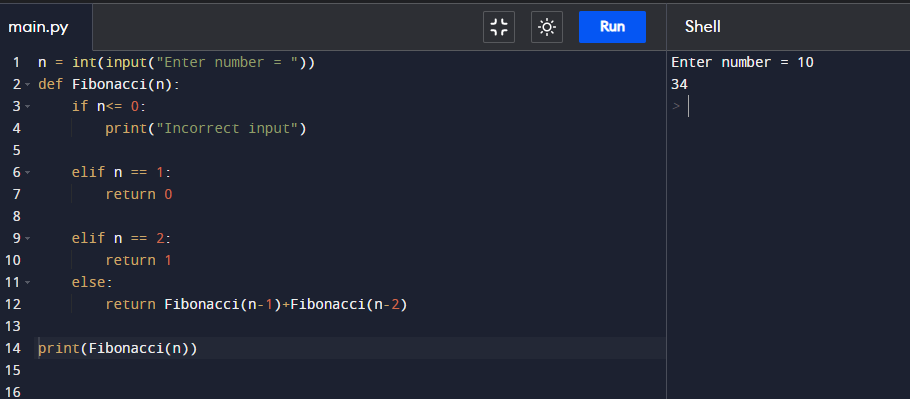 main.py Run Shell
1 n = int(input("Enter number = "))
2 def Fibonacci(n):
3     if n<= 0:
4         print("Incorrect input")
5
6     elif n == 1:
7         return 0
8
9     elif n == 2:
10         return 1
11     else:
12         return Fibonacci(n-1)+Fibonacci(n-2)
13
14 print(Fibonacci(n))
15
16
Enter number = 10
34
>